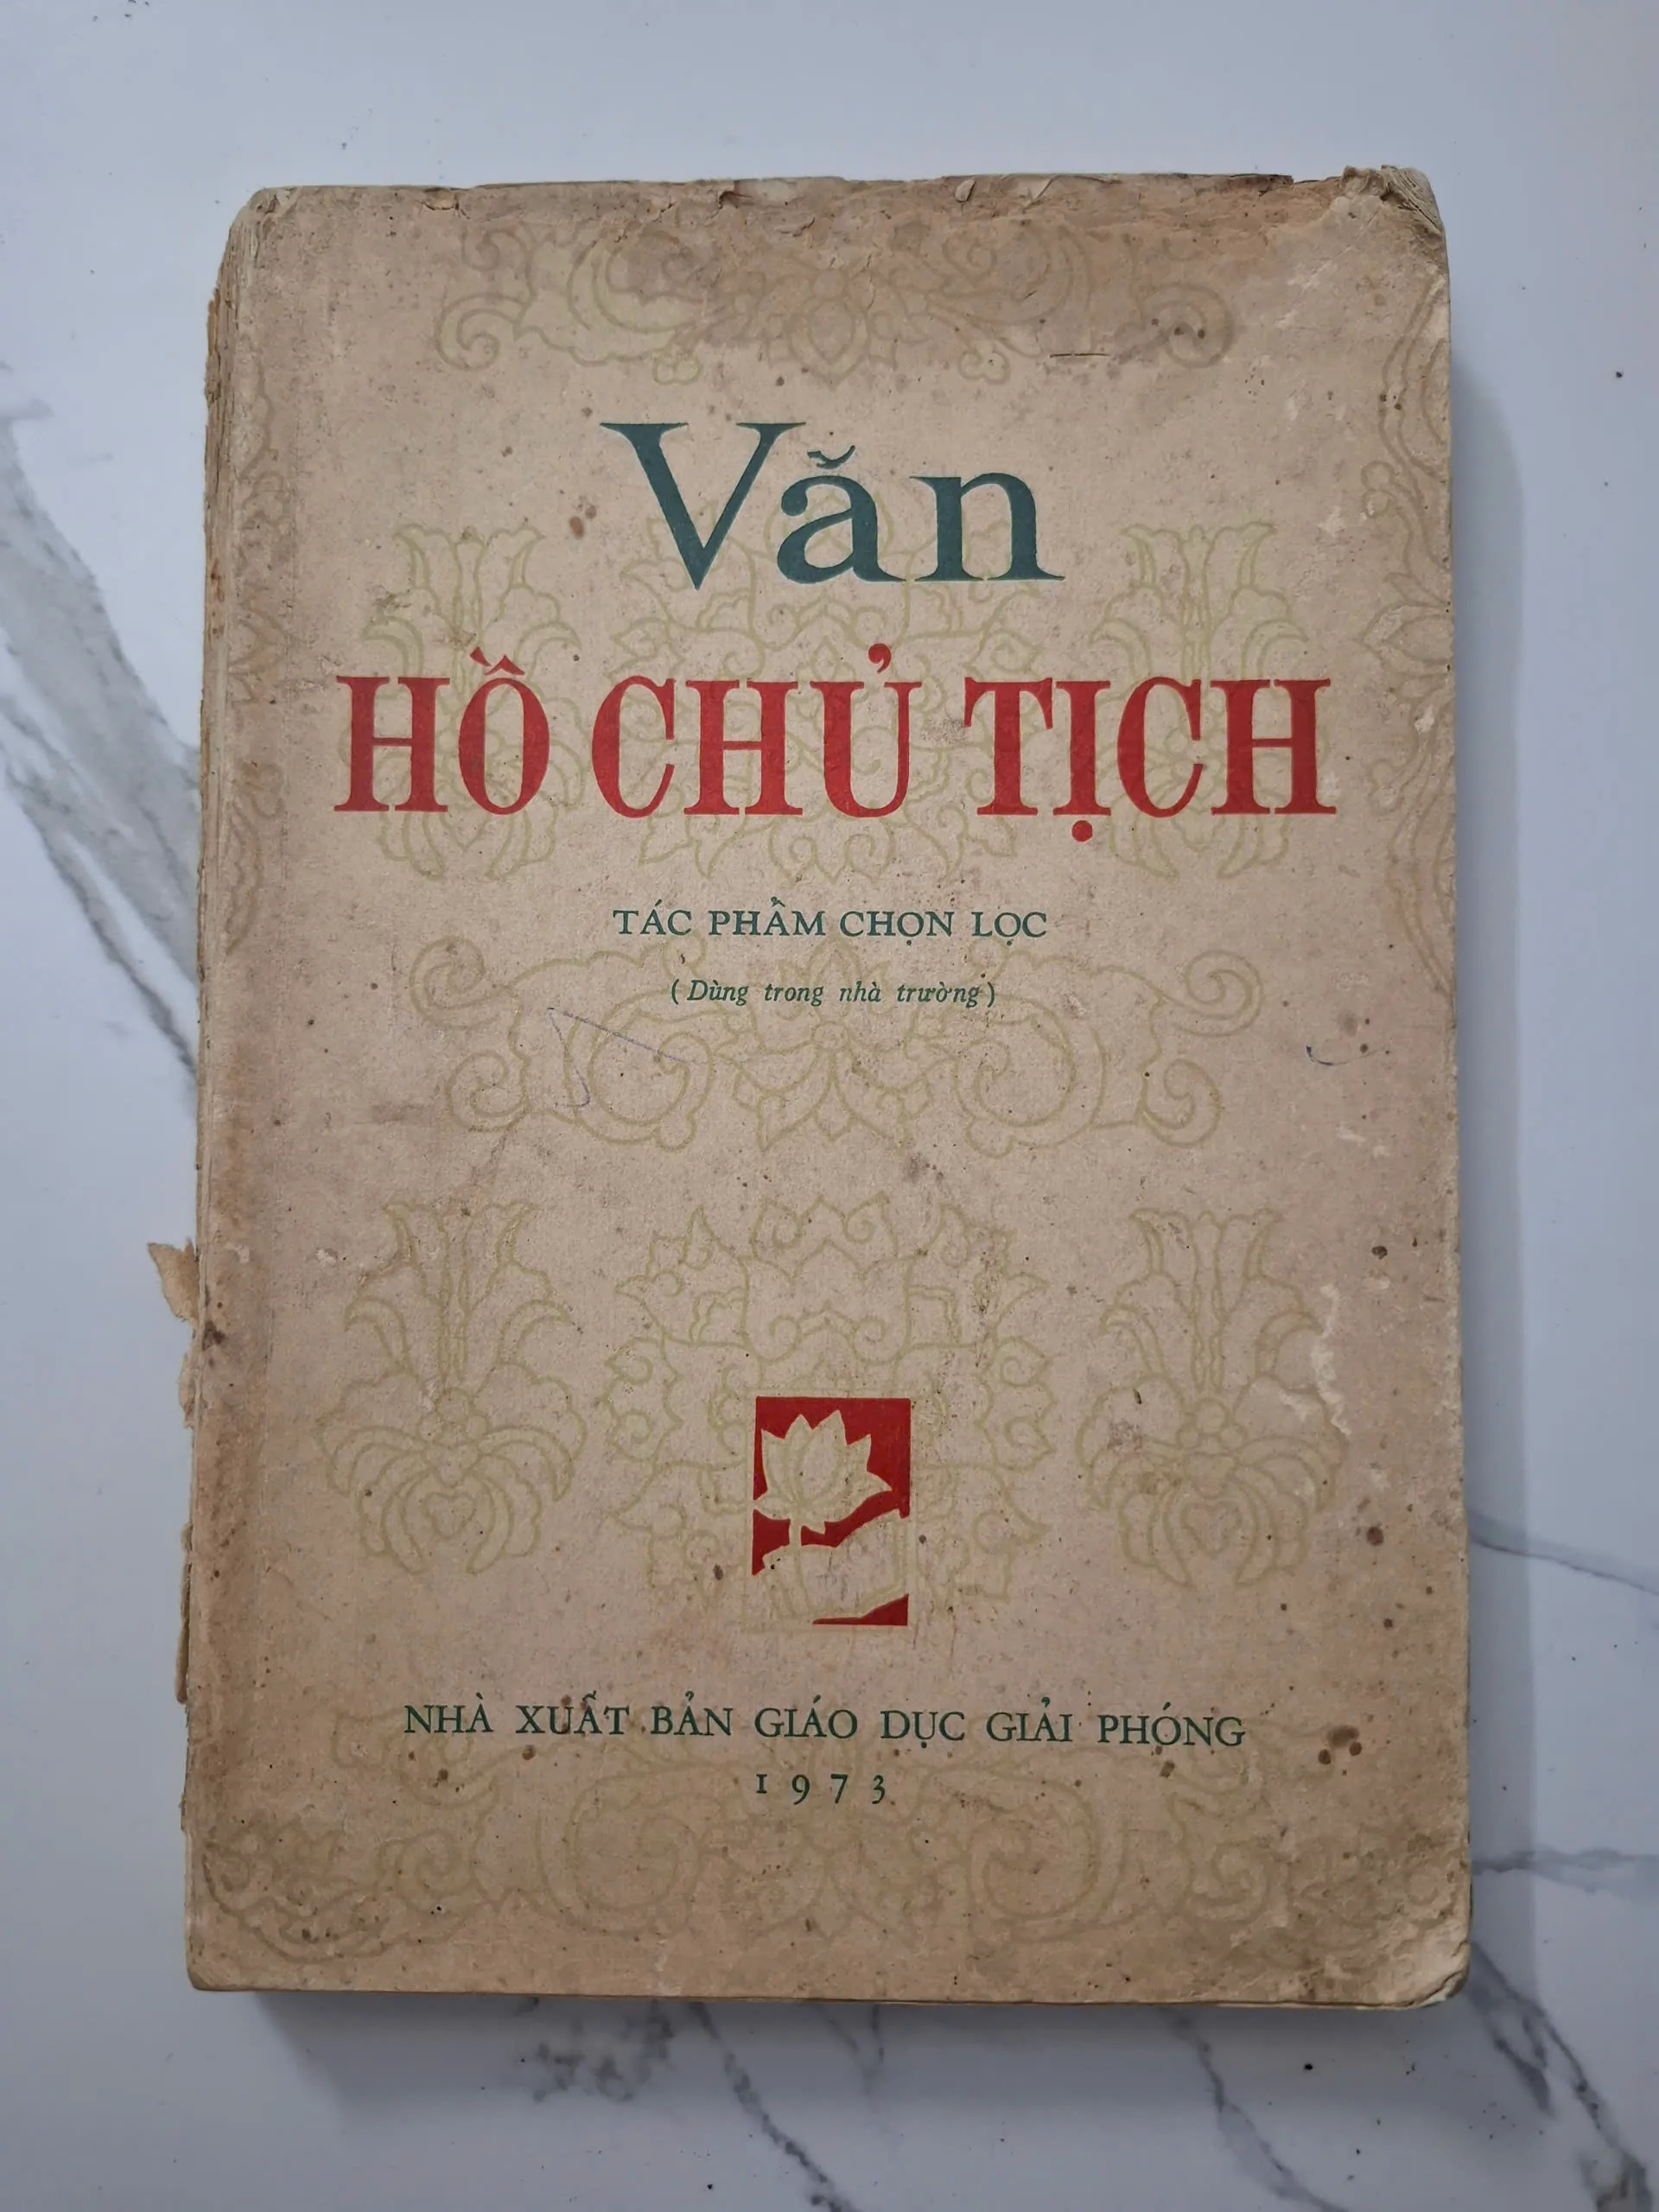 Văn
HỒ CHỦ TỊCH
TÁC PHẨM CHỌN LỌC
(Dùng trong nhà trường)
NHÀ XUẤT BẢN GIÁO DỤC GIẢI PHÓNG
1973